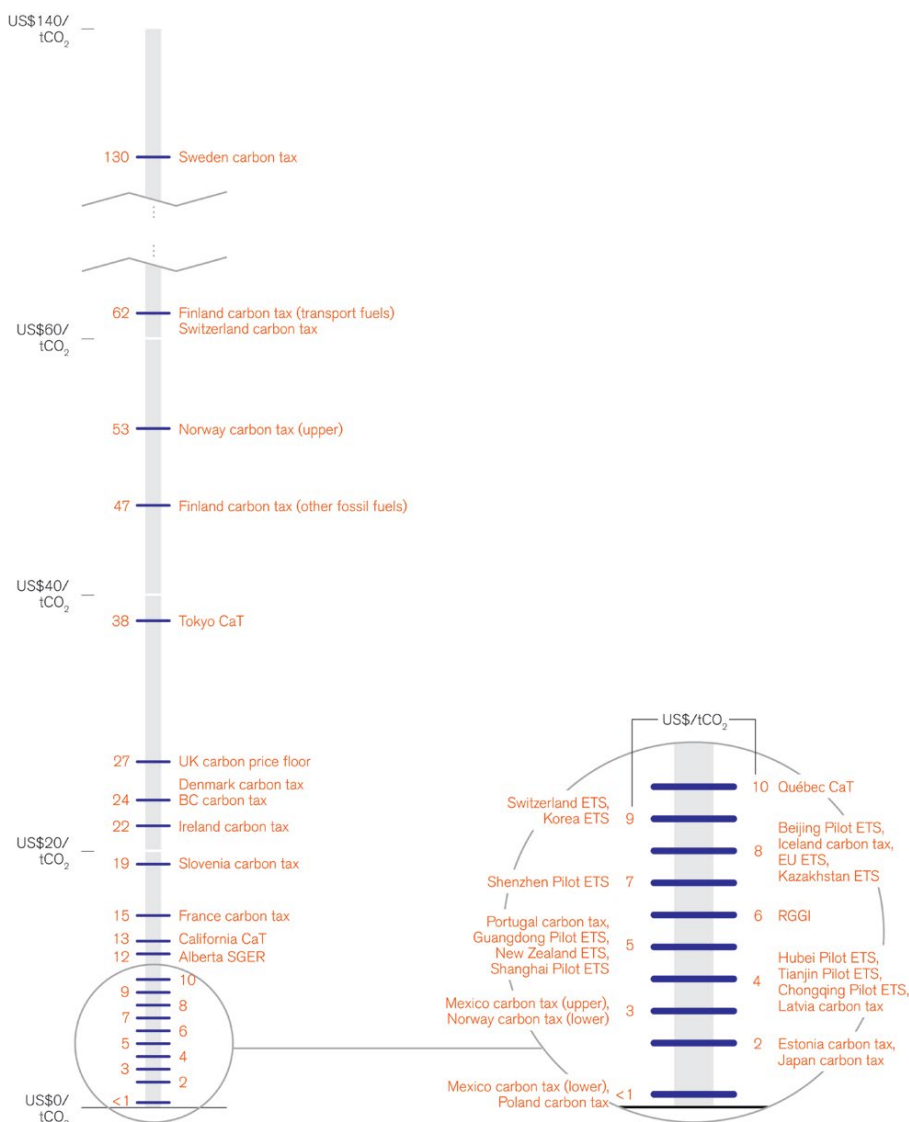 US$140/
tCO₂
130 Sweden carbon tax
62 Finland carbon tax (transport fuels)
Switzerland carbon tax
US$60/
tCO₂
53 Norway carbon tax (upper)
47 Finland carbon tax (other fossil fuels)
US$40/
tCO₂
38 Tokyo CaT
27 UK carbon price floor
Denmark carbon tax
24 BC carbon tax
22 Ireland carbon tax
US$20/
tCO₂
19 Slovenia carbon tax
15 France carbon tax
13 California CaT
12 Alberta SGER
10
9
8
7
6
5
4
3
2
<1
US$0/
tCO₂
US$/tCO₂
10 Québec CaT
Switzerland ETS,
Korea ETS
9
Beijing Pilot ETS,
Iceland carbon tax,
EU ETS,
Kazakhstan ETS
8
Shenzhen Pilot ETS 7
6 RGGI
Portugal carbon tax,
Guangdong Pilot ETS,
New Zealand ETS,
Shanghai Pilot ETS
5
Hubei Pilot ETS,
Tianjin Pilot ETS,
Chongqing Pilot ETS,
Latvia carbon tax
4
Mexico carbon tax (upper),
Norway carbon tax (lower)
3
2 Estonia carbon tax,
Japan carbon tax
Mexico carbon tax (lower),
Poland carbon tax
<1